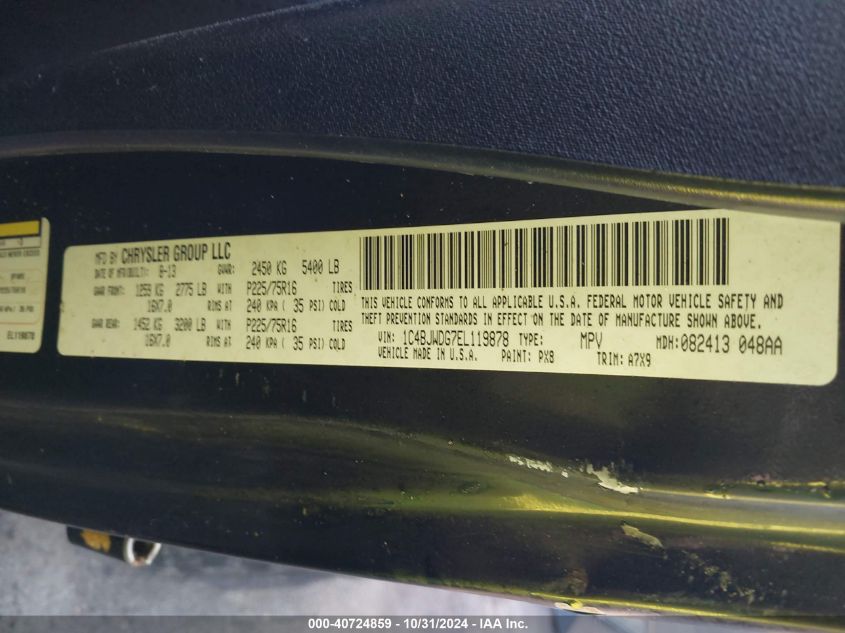 MFD BY CHRYSLER GROUP LLC
DATE OF MFR(BUILT): 8-13 GVWR: 2450 KG 5400 LB
GAWR FRONT: 1259 KG 2775 LB WITH P225/75R16 TIRES
16X7.0 RIMS AT 240 KPA ( 35 PSI) COLD
GAWR REAR: 1452 KG 3200 LB WITH P225/75R16 TIRES
16X7.0 RIMS AT 240 KPA ( 35 PSI) COLD
THIS VEHICLE CONFORMS TO ALL APPLICABLE U.S.A. FEDERAL MOTOR VEHICLE SAFETY AND
THEFT PREVENTION STANDARDS IN EFFECT ON THE DATE OF MANUFACTURE SHOWN ABOVE.
VIN: 1C4BJWDG7EL119878 TYPE: MPV MDH: 082413 048AA
VEHICLE MADE IN U.S.A. PAINT: PX8 TRIM: A7X9
EL119878
000-40724859 - 10/31/2024 - IAA Inc.